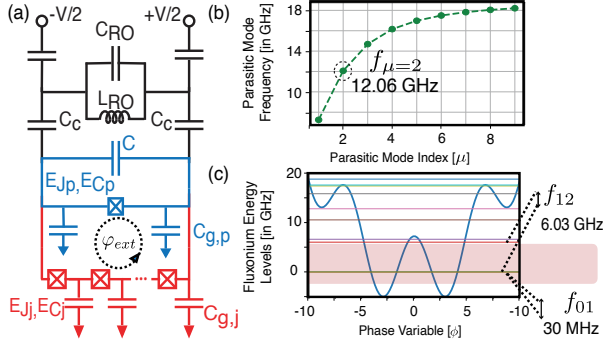 (a)
-V/2
+V/2
C_RO
L_RO
C_c
C_c
C
E_Jp,E_Cp
C_g,p
φ_ext
...
E_Jj,E_Cj
C_g,j
(b)
Parasitic Mode
Frequency [in GHz]
18
16
14
12
8
f_μ=2
12.06 GHz
2
4
6
8
Parasitic Mode Index [μ]
(c)
Fluxonium Energy
Levels [in GHz]
20
10
0
-10
-5
0
5
-10
Phase Variable [ϕ]
f_12
6.03 GHz
f_01
30 MHz